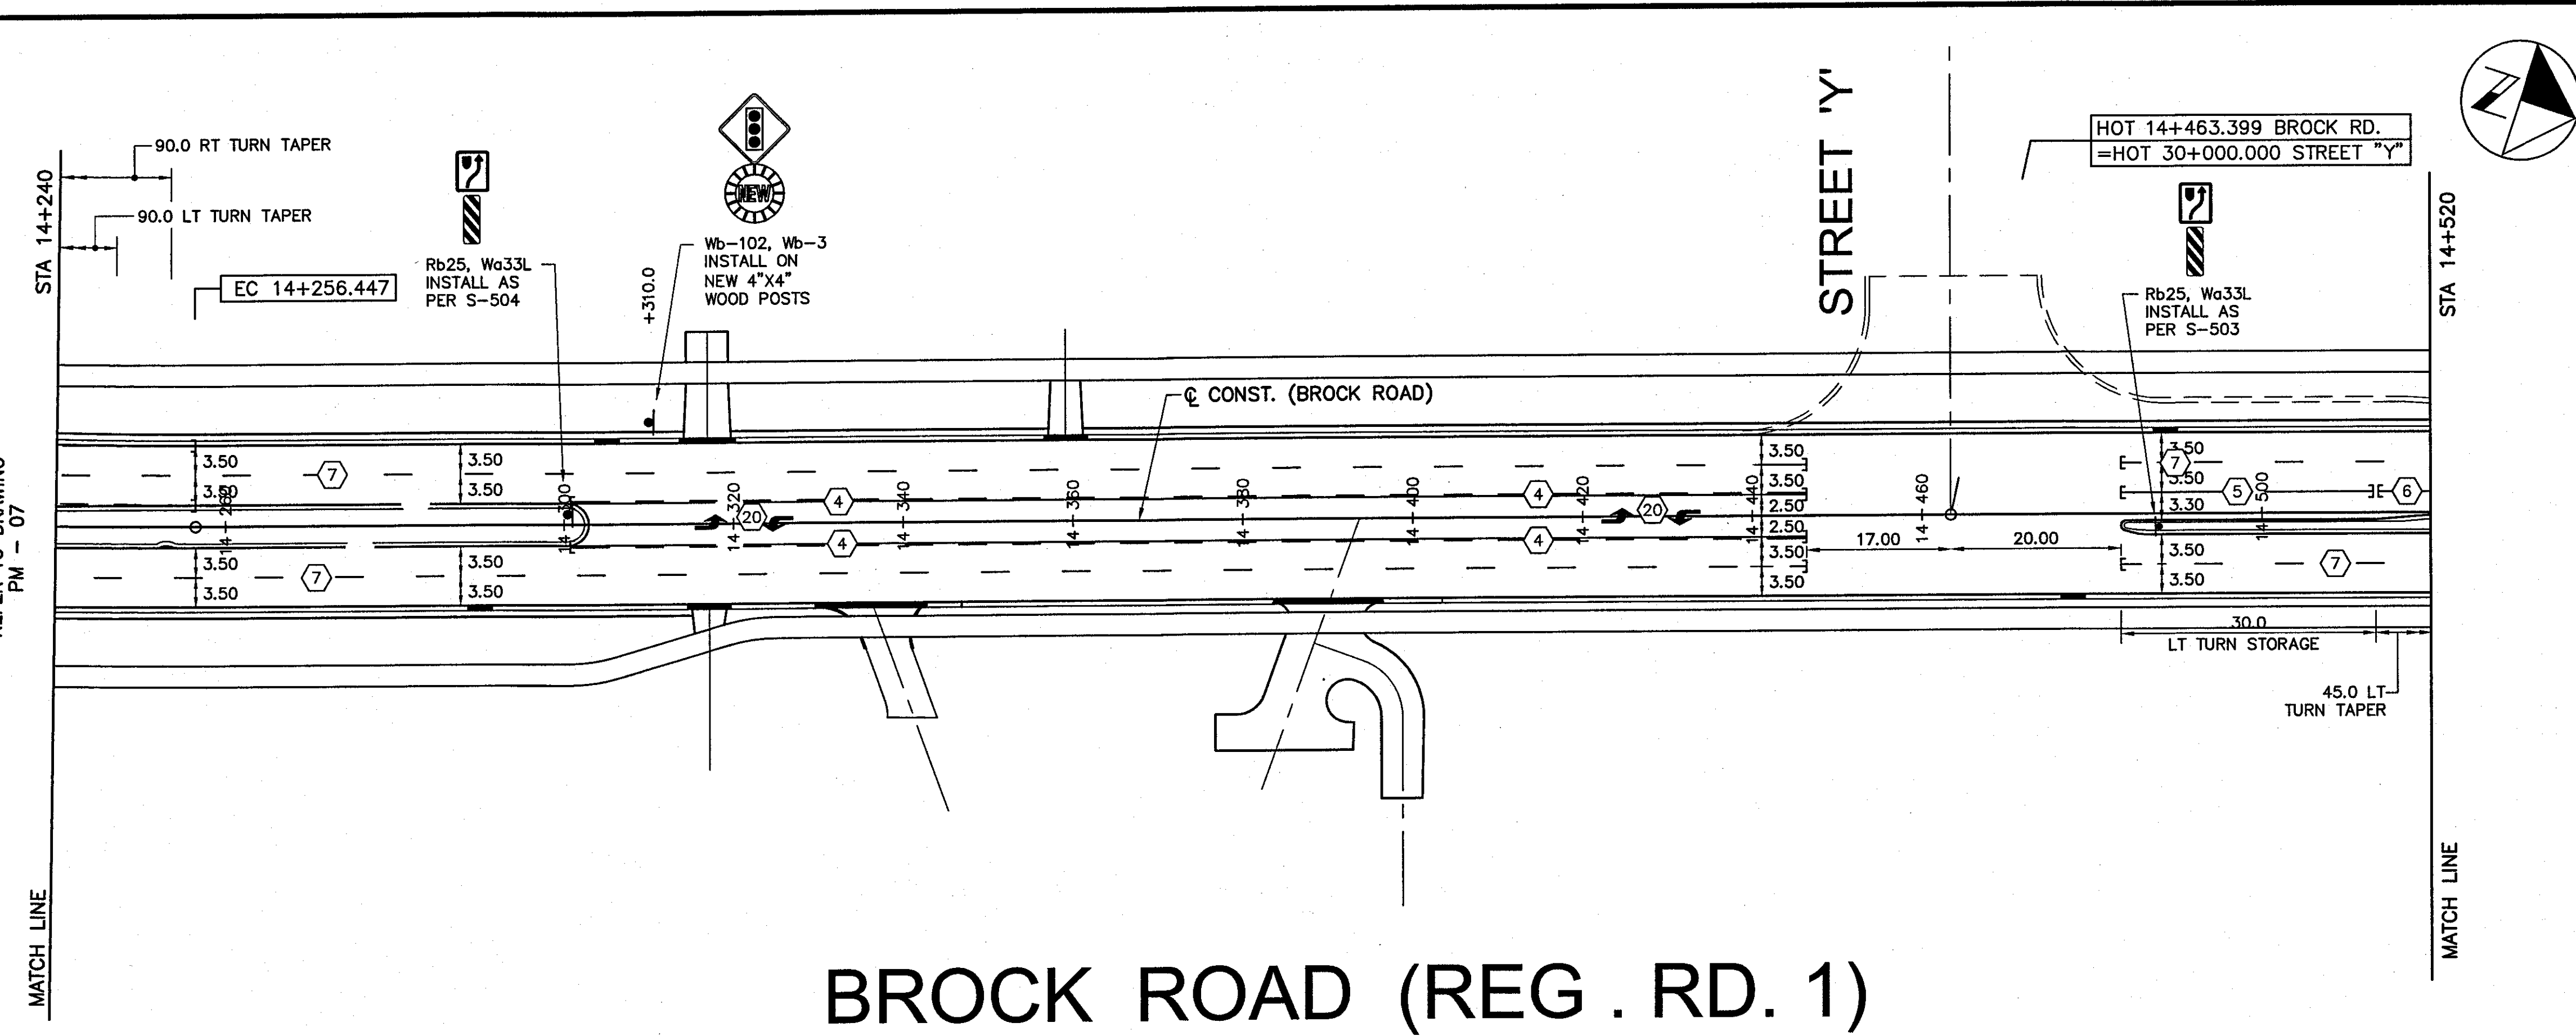 90.0 RT TURN TAPER
90.0 LT TURN TAPER
STA 14+240
EC 14+256.447
Rb25, Wa33L
INSTALL AS
PER S-504
NEW
Wb-102, Wb-3
INSTALL ON
NEW 4"X4"
WOOD POSTS
+310.0
STREET 'Y'
HOT 14+463.399 BROCK RD.
=HOT 30+000.000 STREET "Y"
N
Rb25, Wa33L
INSTALL AS
PER S-503
STA 14+520
℄ CONST. (BROCK ROAD)
3.50
3.50
3.50
3.50
7
7
14 - 260
3.50
3.50
3.50
3.50
14 - 300
14 - 320
14 - 340
14 - 360
14 - 380
14 - 400
14 - 420
14 - 440
14 - 460
14 - 500
4
4
4
4
20
20
3.50
3.50
2.50
2.50
3.50
3.50
17.00
20.00
3.50
3.50
3.30
3.50
3.50
7
5
6
7
30.0
LT TURN STORAGE
45.0 LT
TURN TAPER
PM - 07
MATCH LINE
MATCH LINE
BROCK ROAD (REG . RD. 1)